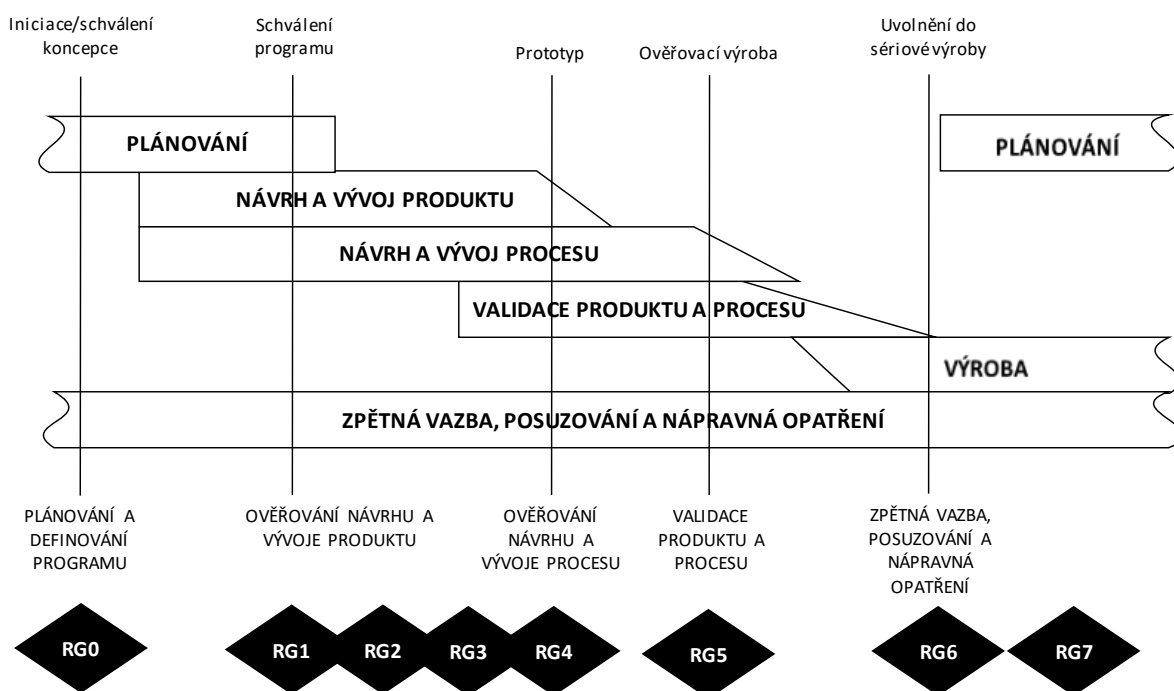 Iniciace/schválení
koncepce
Schválení
programu
Prototyp
Ověřovací výroba
Uvolnění do
sériové výroby
PLÁNOVÁNÍ
PLÁNOVÁNÍ
NÁVRH A VÝVOJ PRODUKTU
NÁVRH A VÝVOJ PROCESU
VALIDACE PRODUKTU A PROCESU
VÝROBA
ZPĚTNÁ VAZBA, POSUZOVÁNÍ A NÁPRAVNÁ OPATŘENÍ
PLÁNOVÁNÍ A
DEFINOVÁNÍ
PROGRAMU
OVĚŘOVÁNÍ NÁVRHU A
VÝVOJE PRODUKTU
OVĚŘOVÁNÍ
NÁVRHU A
VÝVOJE PROCESU
VALIDACE
PRODUKTU A
PROCESU
ZPĚTNÁ VAZBA,
POSUZOVÁNÍ A
NÁPRAVNÁ
OPATŘENÍ
RG0
RG1
RG2
RG3
RG4
RG5
RG6
RG7